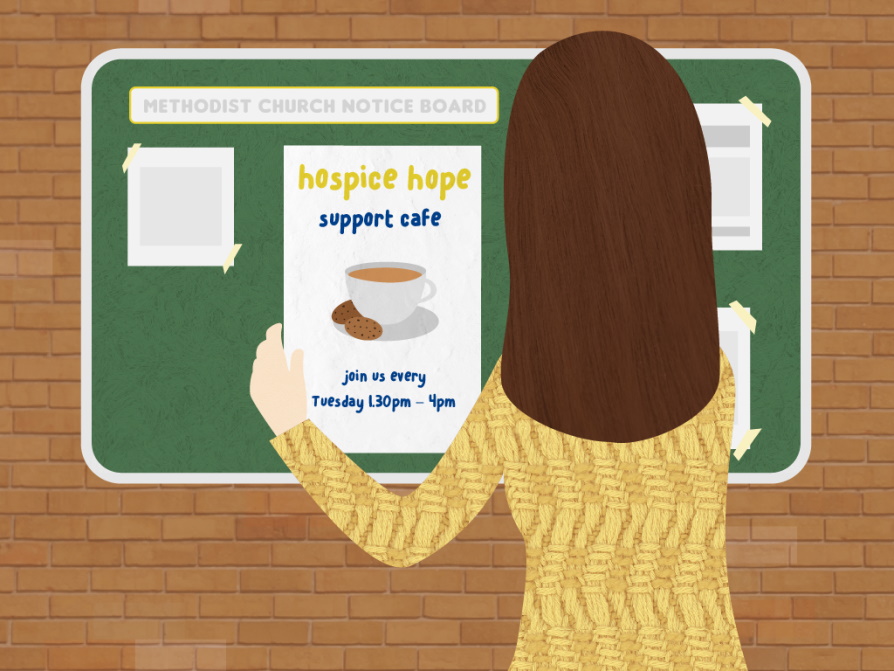 METHODIST CHURCH NOTICE BOARD
hospice hope
support cafe
join us every
Tuesday 1.30pm – 4pm